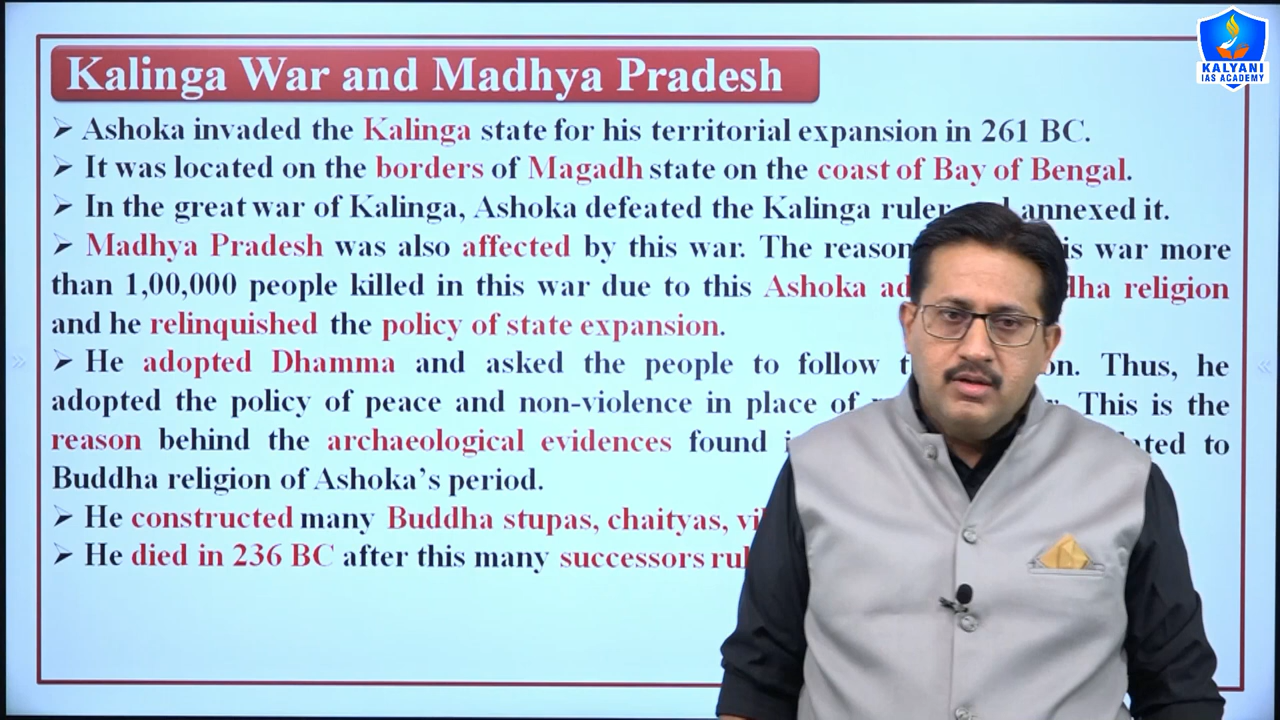 KALYANI
IAS ACADEMY
Kalinga War and Madhya Pradesh
➢ Ashoka invaded the Kalinga state for his territorial expansion in 261 BC.
➢ It was located on the borders of Magadh state on the coast of Bay of Bengal.
➢ In the great war of Kalinga, Ashoka defeated the Kalinga ruler annexed it.
➢ Madhya Pradesh was also affected by this war. The reason war more
than 1,00,000 people killed in this war due to this Ashoka religion
and he relinquished the policy of state expansion.
➢ He adopted Dhamma and asked the people to follow Thus, he
adopted the policy of peace and non-violence in place of This is the
reason behind the archaeological evidences found to
Buddha religion of Ashoka's period.
➢ He constructed many Buddha stupas, chaityas,
➢ He died in 236 BC after this many successors